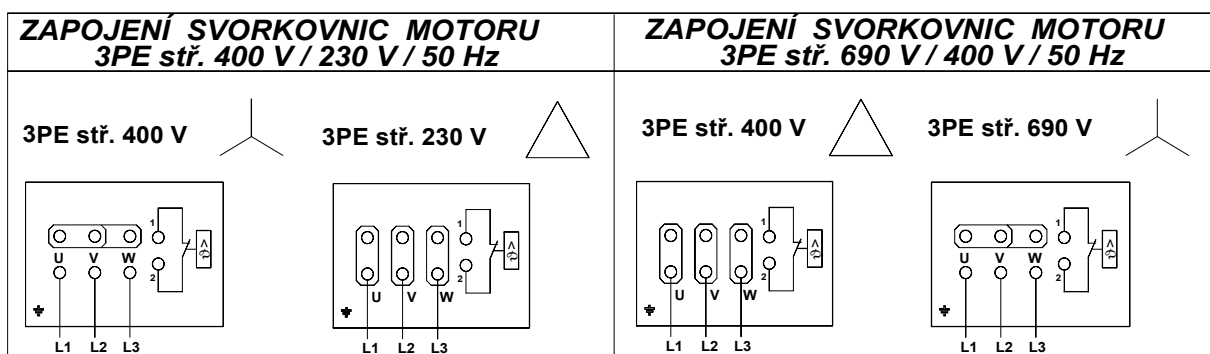 ZAPOJENÍ SVORKOVNIC MOTORU
3PE stř. 400 V / 230 V / 50 Hz
3PE stř. 400 V
3PE stř. 230 V
U V W
1
2
L1 L2 L3
U V W
1
2
L1 L2 L3
ZAPOJENÍ SVORKOVNIC MOTORU
3PE stř. 690 V / 400 V / 50 Hz
3PE stř. 400 V
3PE stř. 690 V
U V W
1
2
L1 L2 L3
U V W
1
2
L1 L2 L3